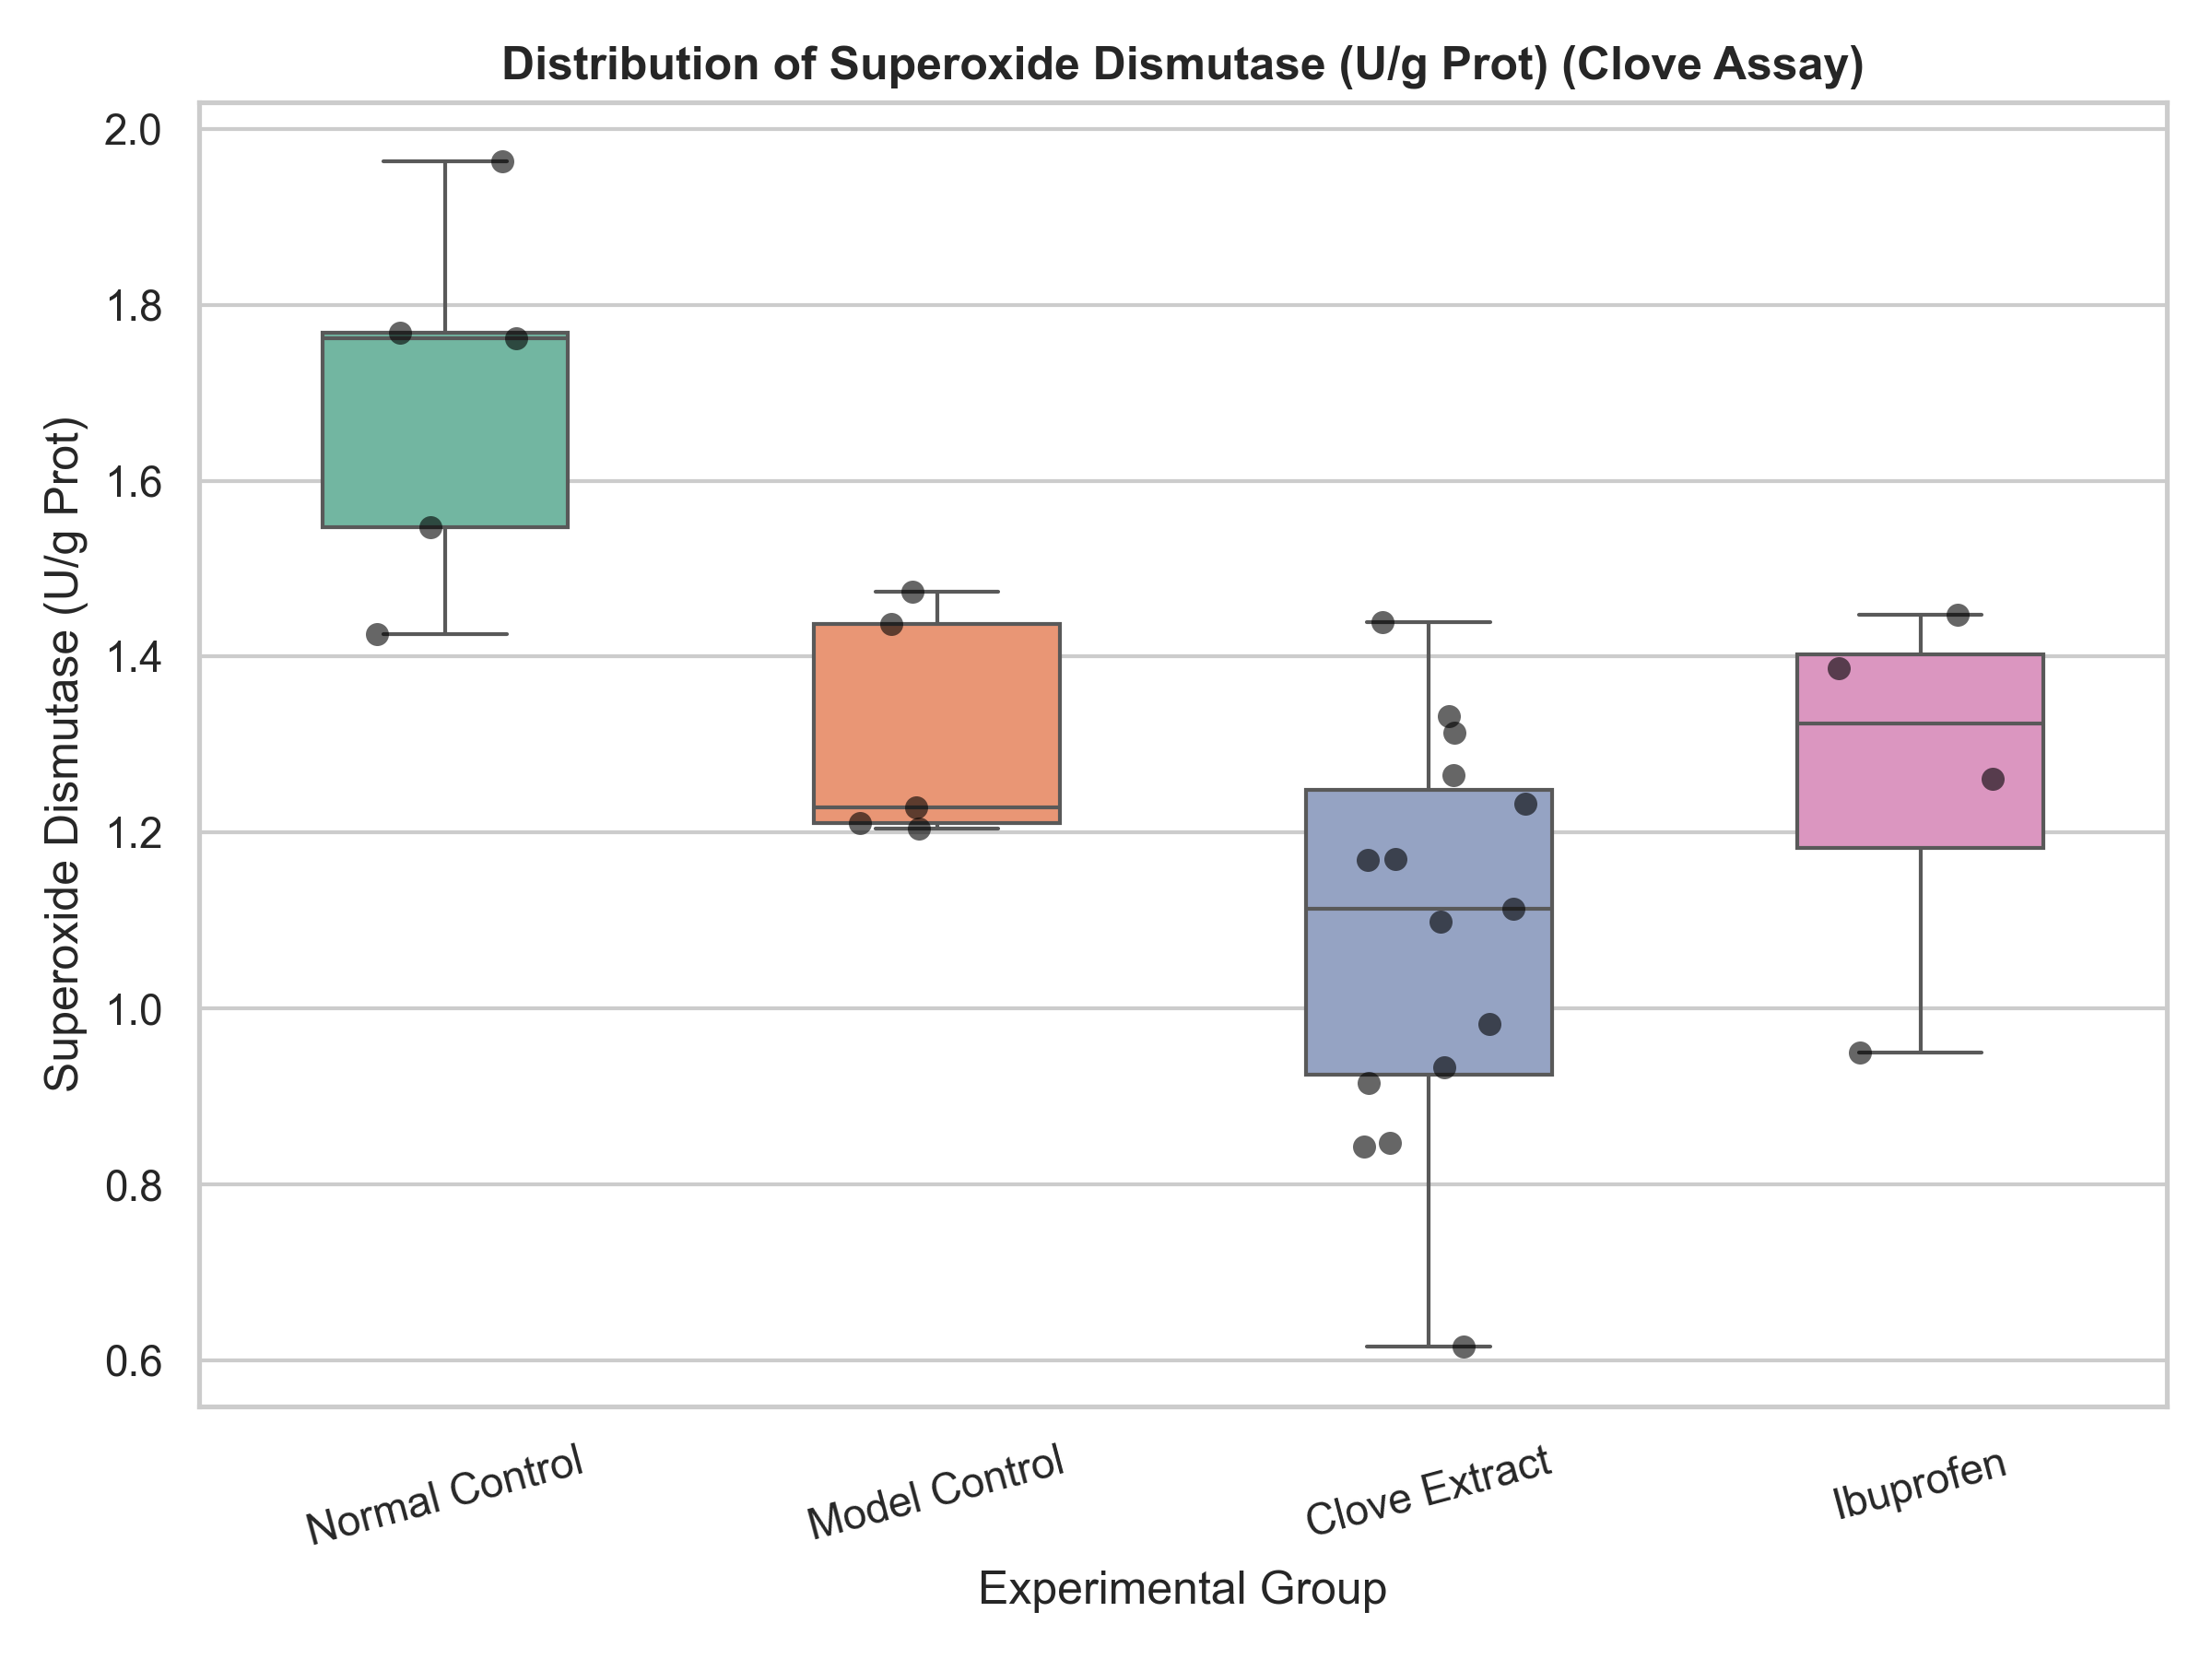 Distribution of Superoxide Dismutase (U/g Prot) (Clove Assay)
Superoxide Dismutase (U/g Prot)
2.0
1.8
1.6
1.4
1.2
1.0
0.8
0.6
Normal Control
Model Control
Clove Extract
Ibuprofen
Experimental Group